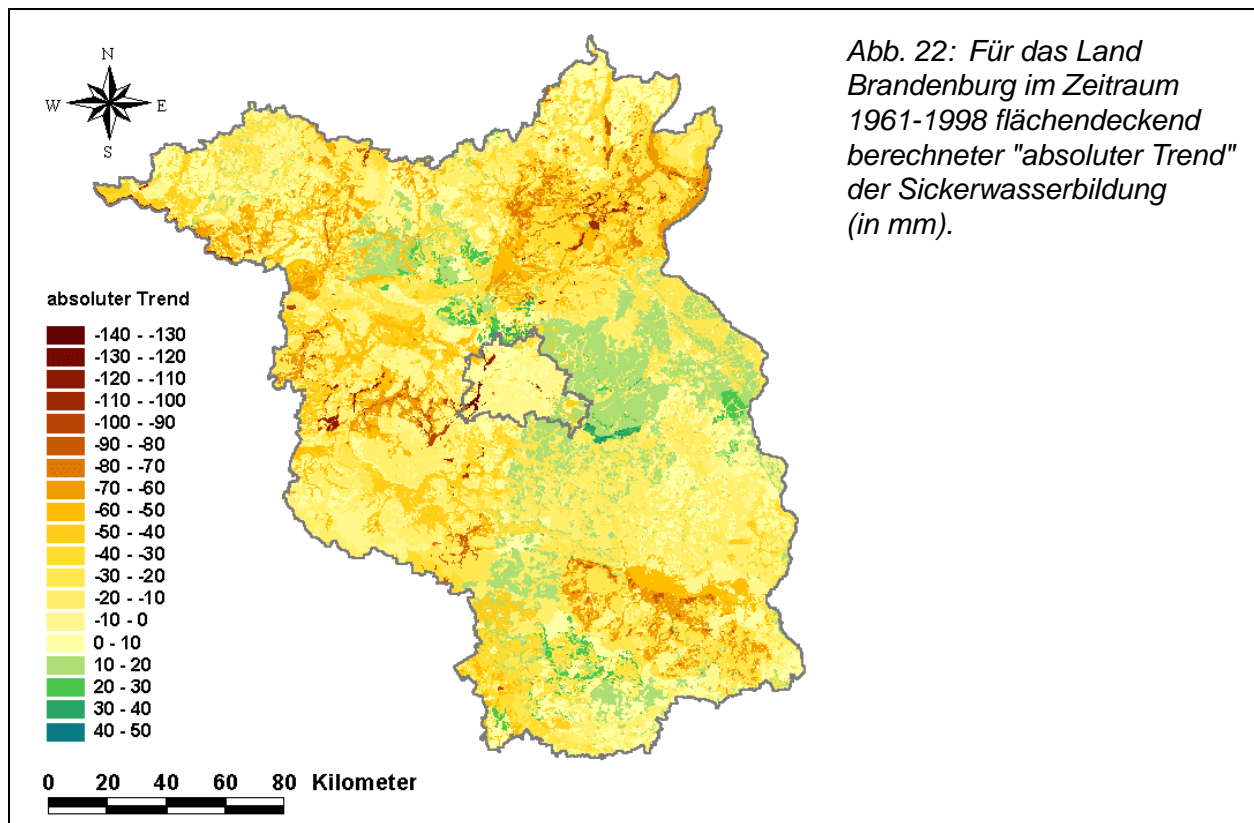 N
W E
S
Abb. 22: Für das Land
Brandenburg im Zeitraum
1961-1998 flächendeckend
berechneter "absoluter Trend"
der Sickerwasserbildung
(in mm).
absoluter Trend
-140 - -130
-130 - -120
-120 - -110
-110 - -100
-100 - -90
-90 - -80
-80 - -70
-70 - -60
-60 - -50
-50 - -40
-40 - -30
-30 - -20
-20 - -10
-10 - 0
0 - 10
10 - 20
20 - 30
30 - 40
40 - 50
0 20 40 60 80 Kilometer